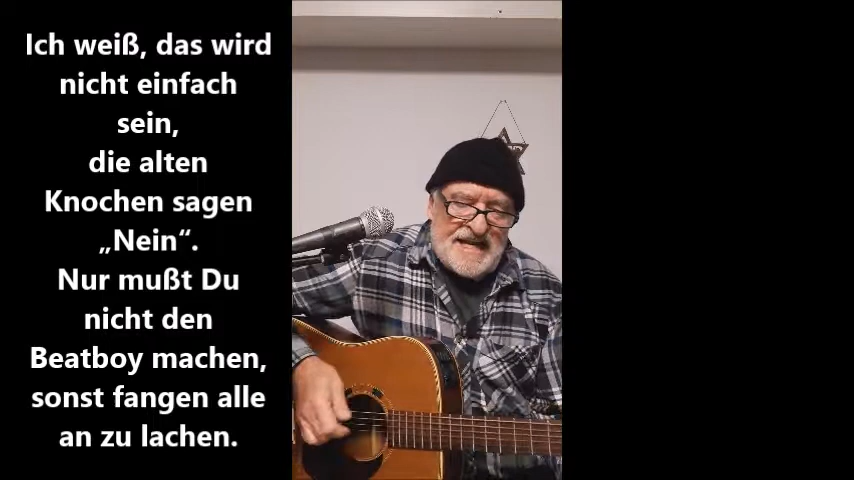 Ich weiß, das wird
nicht einfach
sein,
die alten
Knochen sagen
„Nein“.
Nur mußt Du
nicht den
Beatboy machen,
sonst fangen alle
an zu lachen.